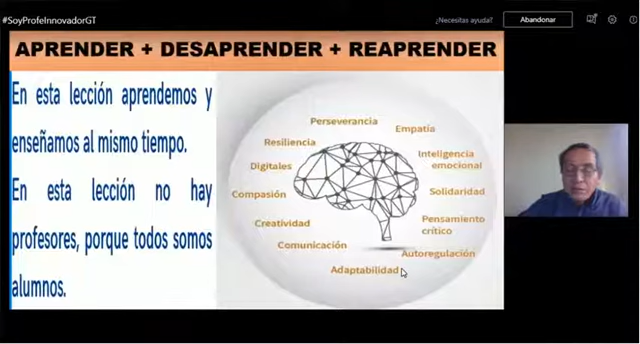 #SoyProfeInnovadorGT
¿Necesitas ayuda?
Abandonar
APRENDER + DESAPRENDER + REAPRENDER
En esta lección aprendemos y
enseñamos al mismo tiempo.
En esta lección no hay
profesores, porque todos somos
alumnos.
Perseverancia
Empatía
Resiliencia
Inteligencia
emocional
Digitales
Compasión
Solidaridad
Creatividad
Pensamiento
crítico
Comunicación
Autoregulación
Adaptabilidad